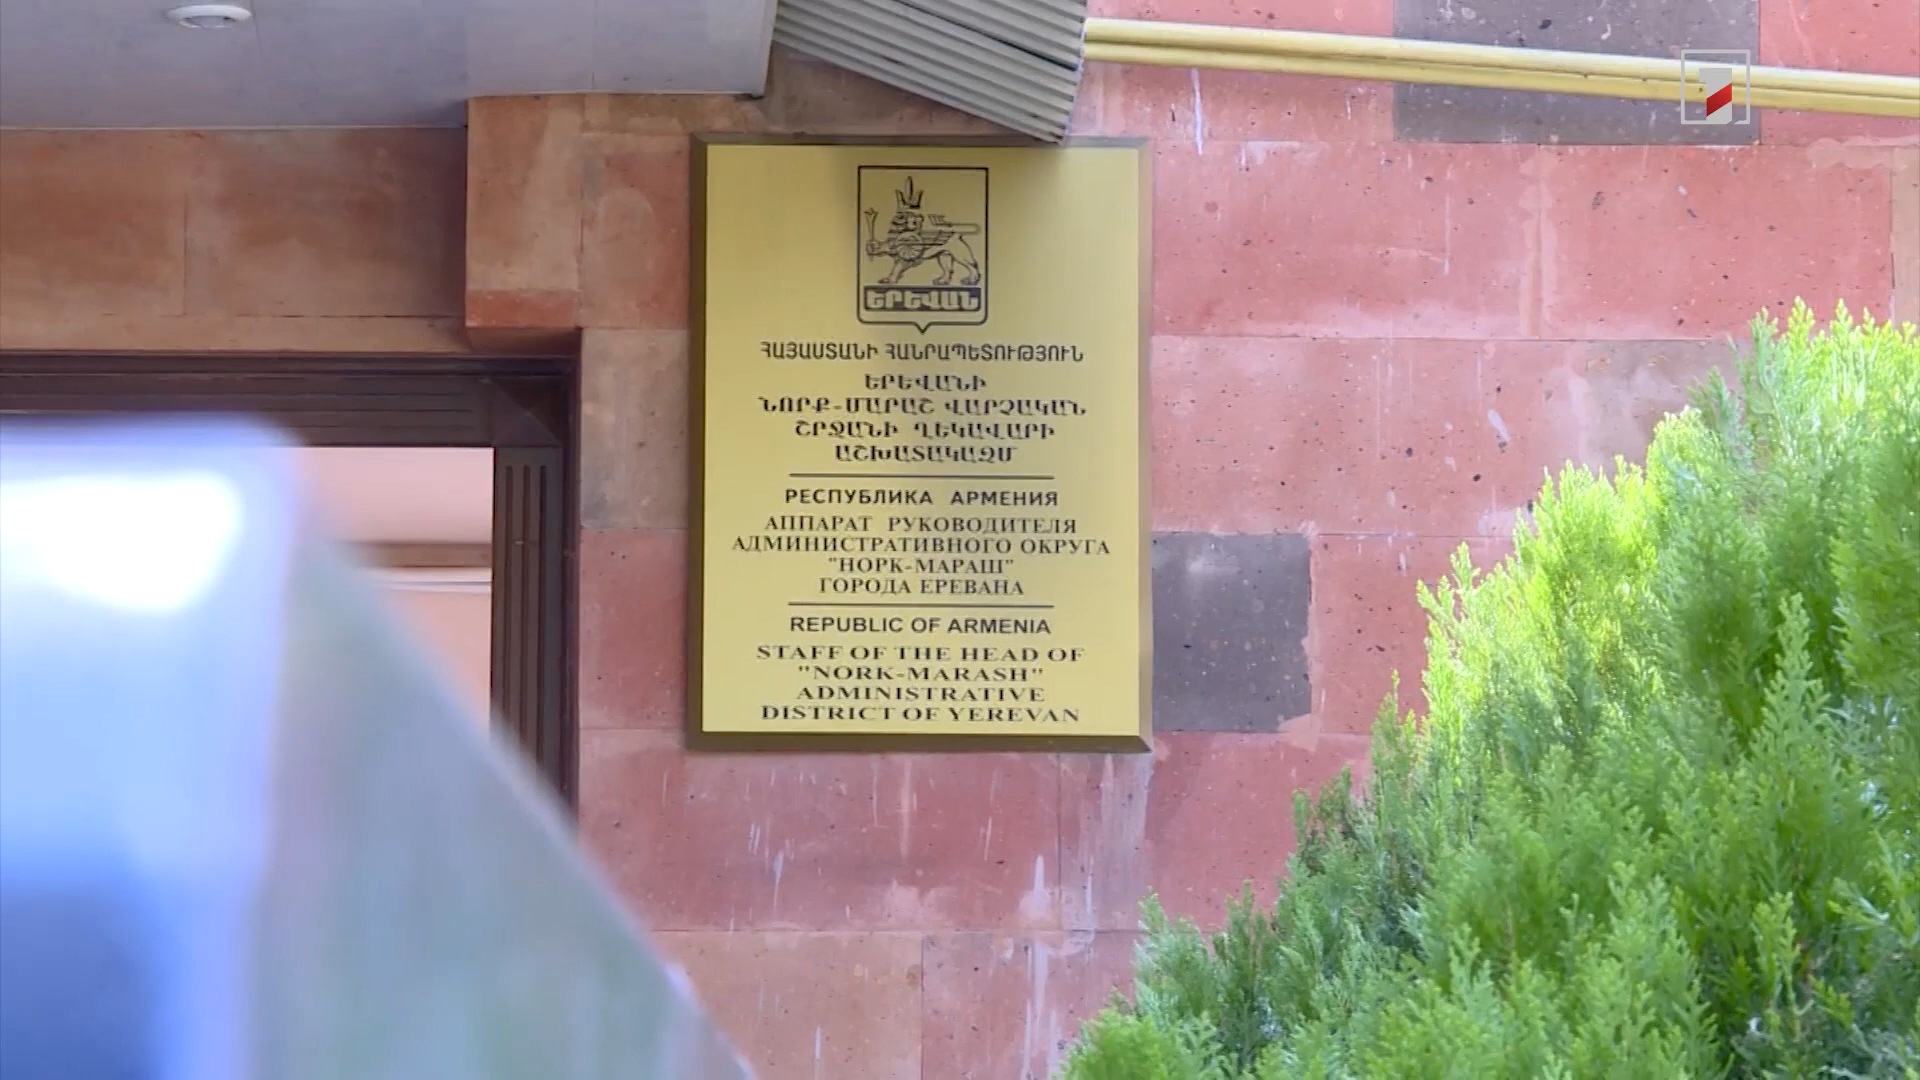 ԵՐԵՎԱՆ
ՀԱՅԱՍՏԱՆԻ ՀԱՆՐԱՊԵՏՈՒԹՅՈՒՆ
ԵՐԵՎԱՆԻ
ՆՈՐՔ-ՄԱՐԱՇ ՎԱՐՉԱԿԱՆ
ՇՐՋԱՆԻ ՂԵԿԱՎԱՐԻ
ԱՇԽԱՏԱԿԱԶՄ
РЕСПУБЛИКА АРМЕНИЯ
АППАРАТ РУКОВОДИТЕЛЯ
АДМИНИСТРАТИВНОГО ОКРУГА
"НОРК-МАРАШ"
ГОРОДА ЕРЕВАНА
REPUBLIC OF ARMENIA
STAFF OF THE HEAD OF
"NORK-MARASH"
ADMINISTRATIVE
DISTRICT OF YEREVAN